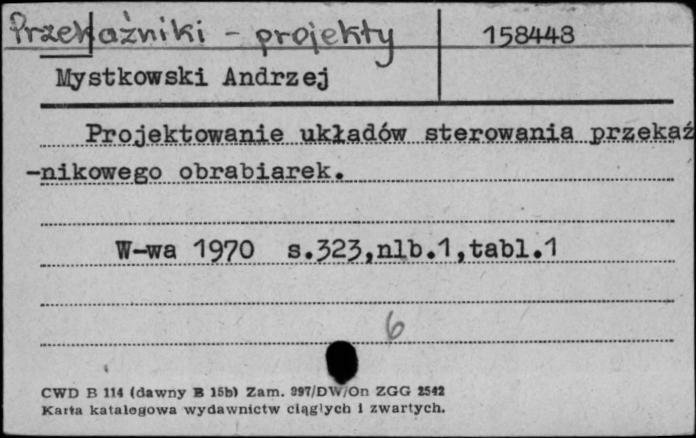 Przekaźniki - projekty 158448
Mystkowski Andrzej
Projektowanie układów sterowania przekaź
-nikowego obrabiarek.
W-wa 1970 s.323,nlb.1,tabl.1
6
CWD B 114 (dawny B 15b) Zam. 997/DW/On ZGG 2542
Karta katalogowa wydawnictw ciągłych i zwartych.